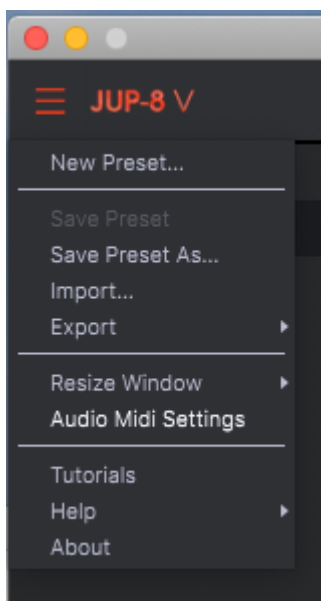 JUP-8 V
New Preset...
Save Preset
Save Preset As...
Import...
Export
Resize Window
Audio Midi Settings
Tutorials
Help
About